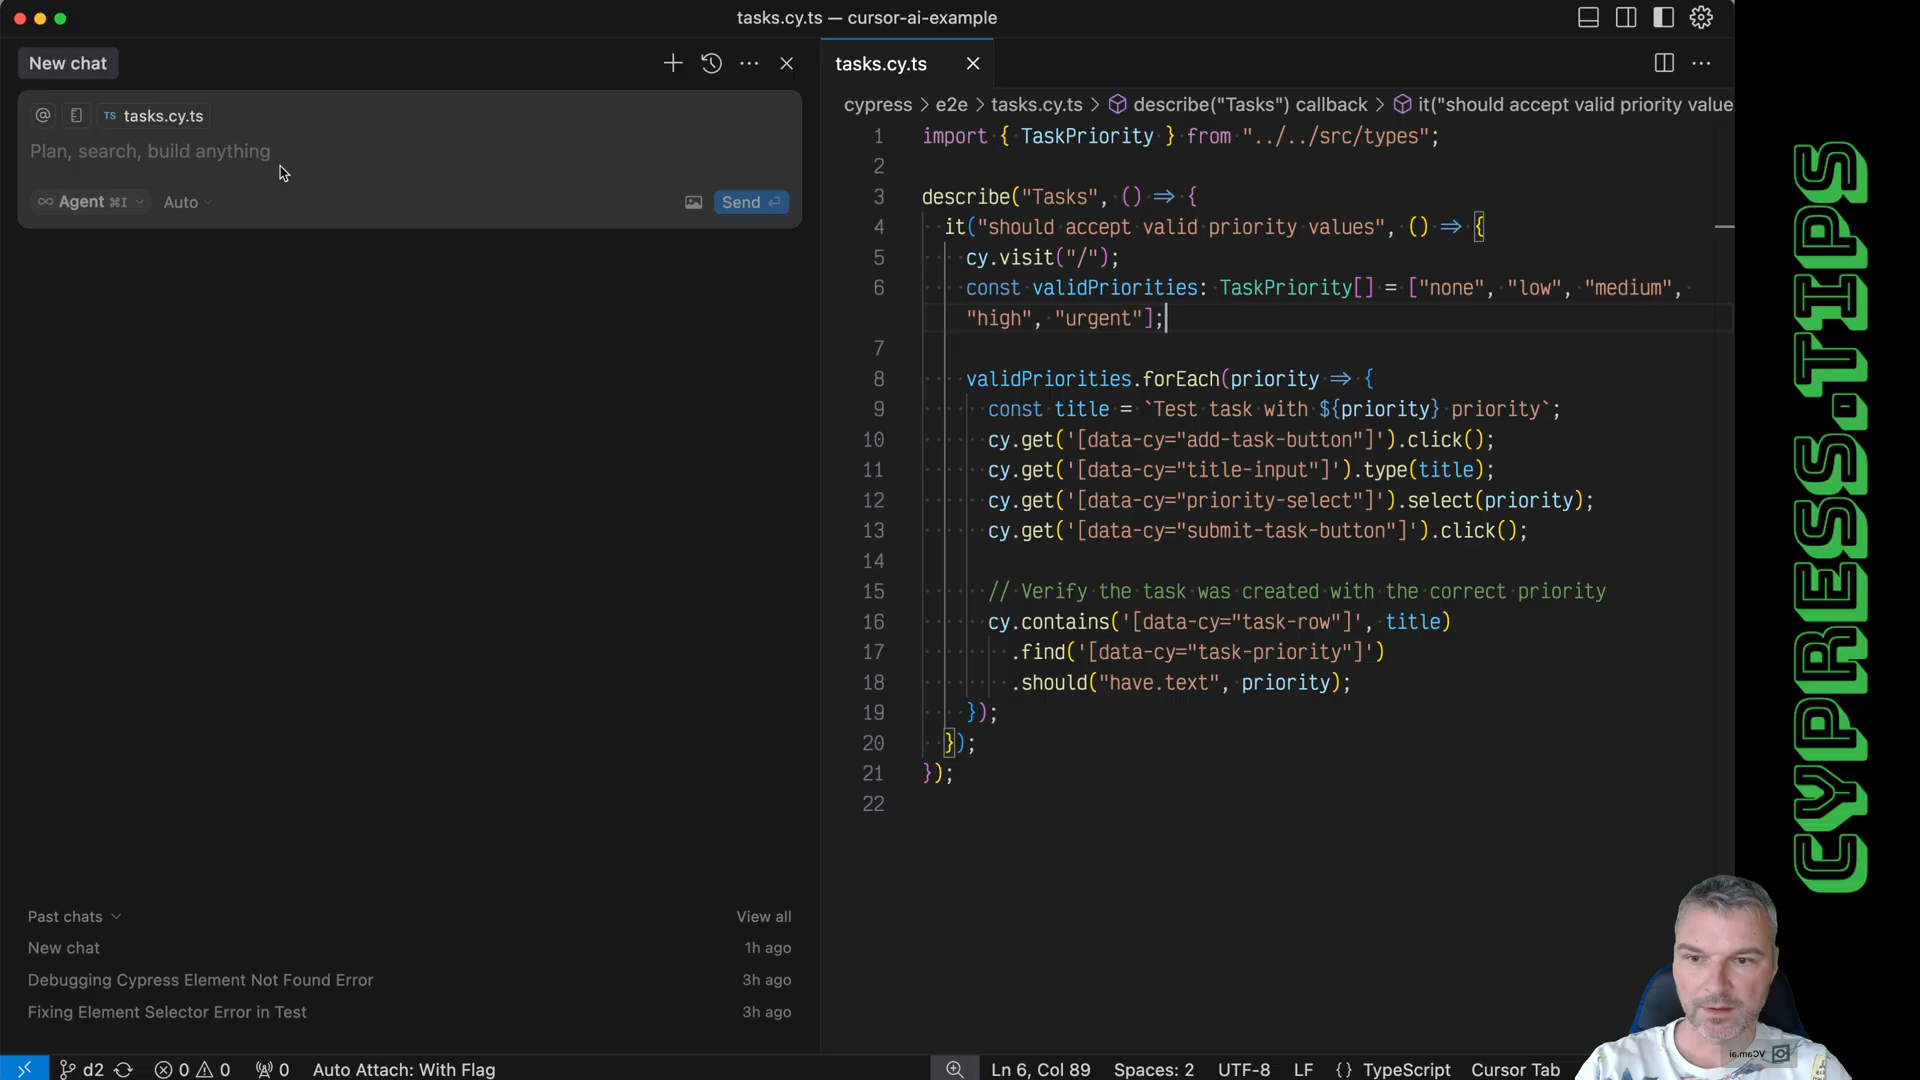 tasks.cy.ts — cursor-ai-example
New chat
tasks.cy.ts
@ TS tasks.cy.ts
Plan, search, build anything
∞ Agent ⌘I Auto
Send ⏎
cypress > e2e > tasks.cy.ts > describe("Tasks") callback > it("should accept valid priority value
1 import { TaskPriority } from "../../src/types";
2
3 describe("Tasks", () => {
4 it("should accept valid priority values", () => {
5 cy.visit("/");
6 const validPriorities: TaskPriority[] = ["none", "low", "medium",
"high", "urgent"];
7
8 validPriorities.forEach(priority => {
9 const title = `Test task with ${priority} priority`;
10 cy.get('[data-cy="add-task-button"]').click();
11 cy.get('[data-cy="title-input"]').type(title);
12 cy.get('[data-cy="priority-select"]').select(priority);
13 cy.get('[data-cy="submit-task-button"]').click();
14
15 // Verify the task was created with the correct priority
16 cy.contains('[data-cy="task-row"]', title)
17 .find('[data-cy="task-priority"]')
18 .should("have.text", priority);
19 });
20 });
21 });
22
Past chats
View all
New chat 1h ago
Debugging Cypress Element Not Found Error 3h ago
Fixing Element Selector Error in Test 3h ago
d2 0 0 0 Auto Attach: With Flag
Ln 6, Col 89 Spaces: 2 UTF-8 LF {} TypeScript Cursor Tab
CYPRESS.TIPS
VCam.ai